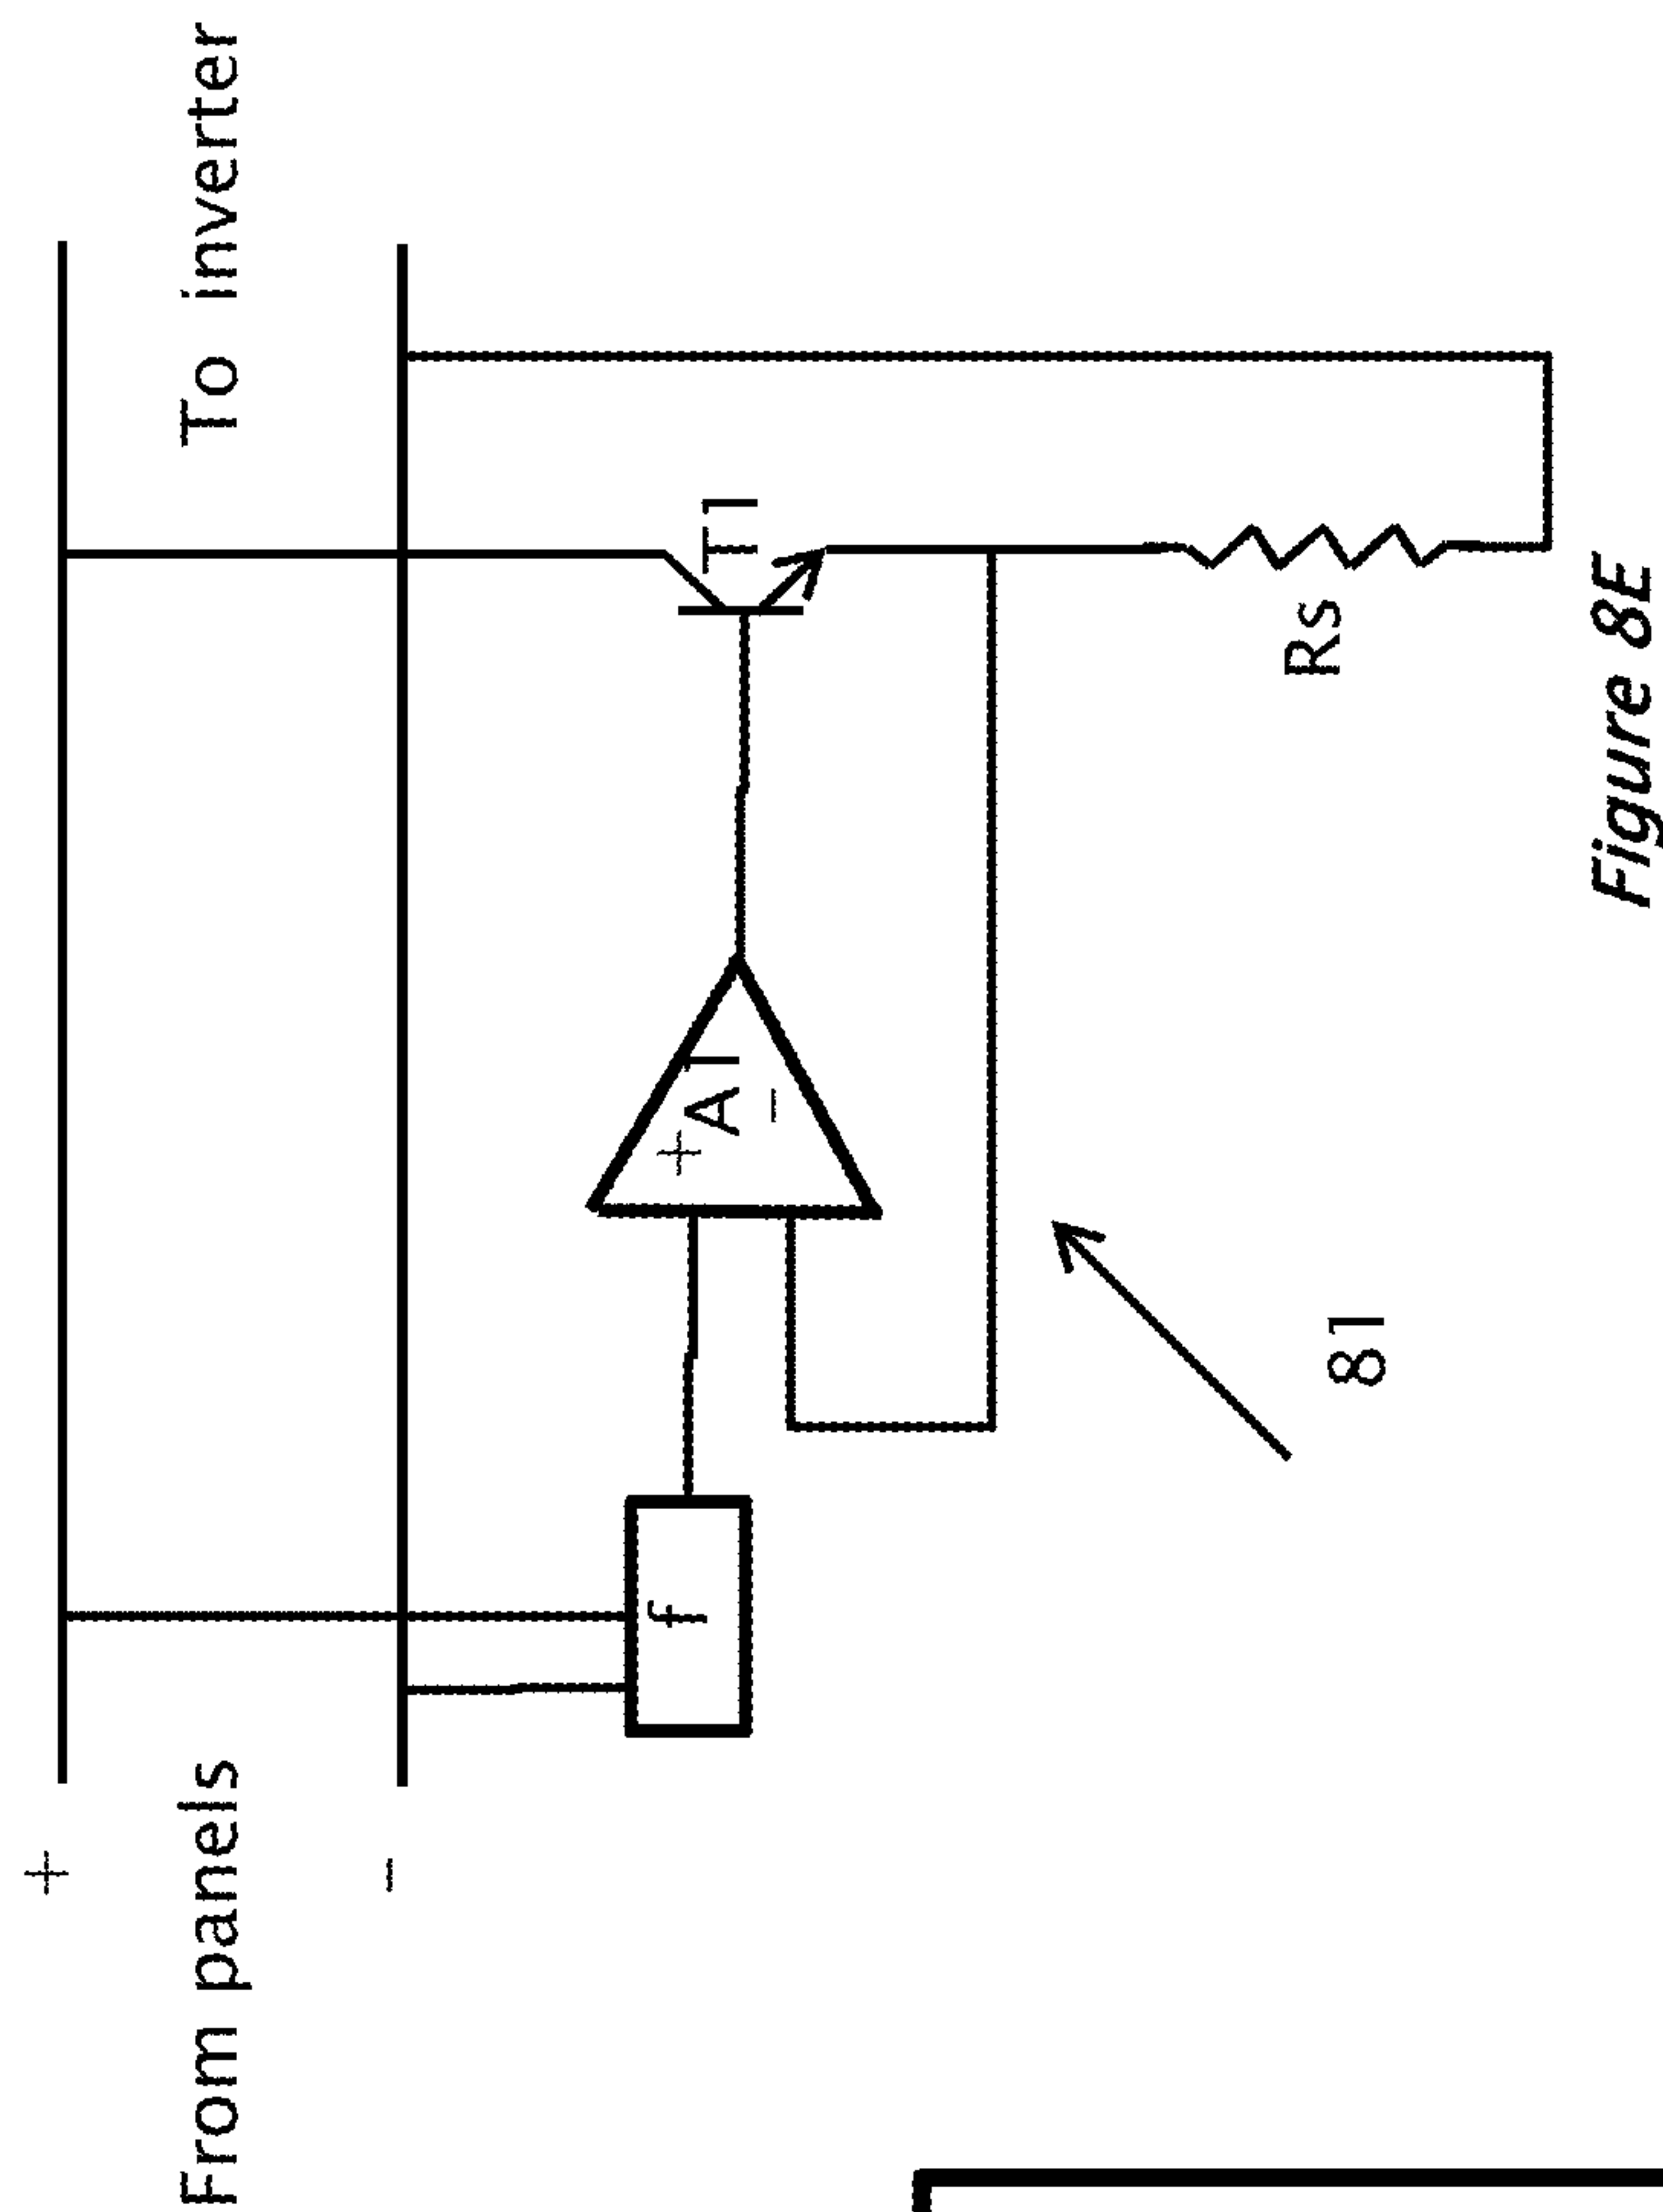 +
From panels
To inverter
-
f
+
A1
-
T1
Rs
81
Figure 8E